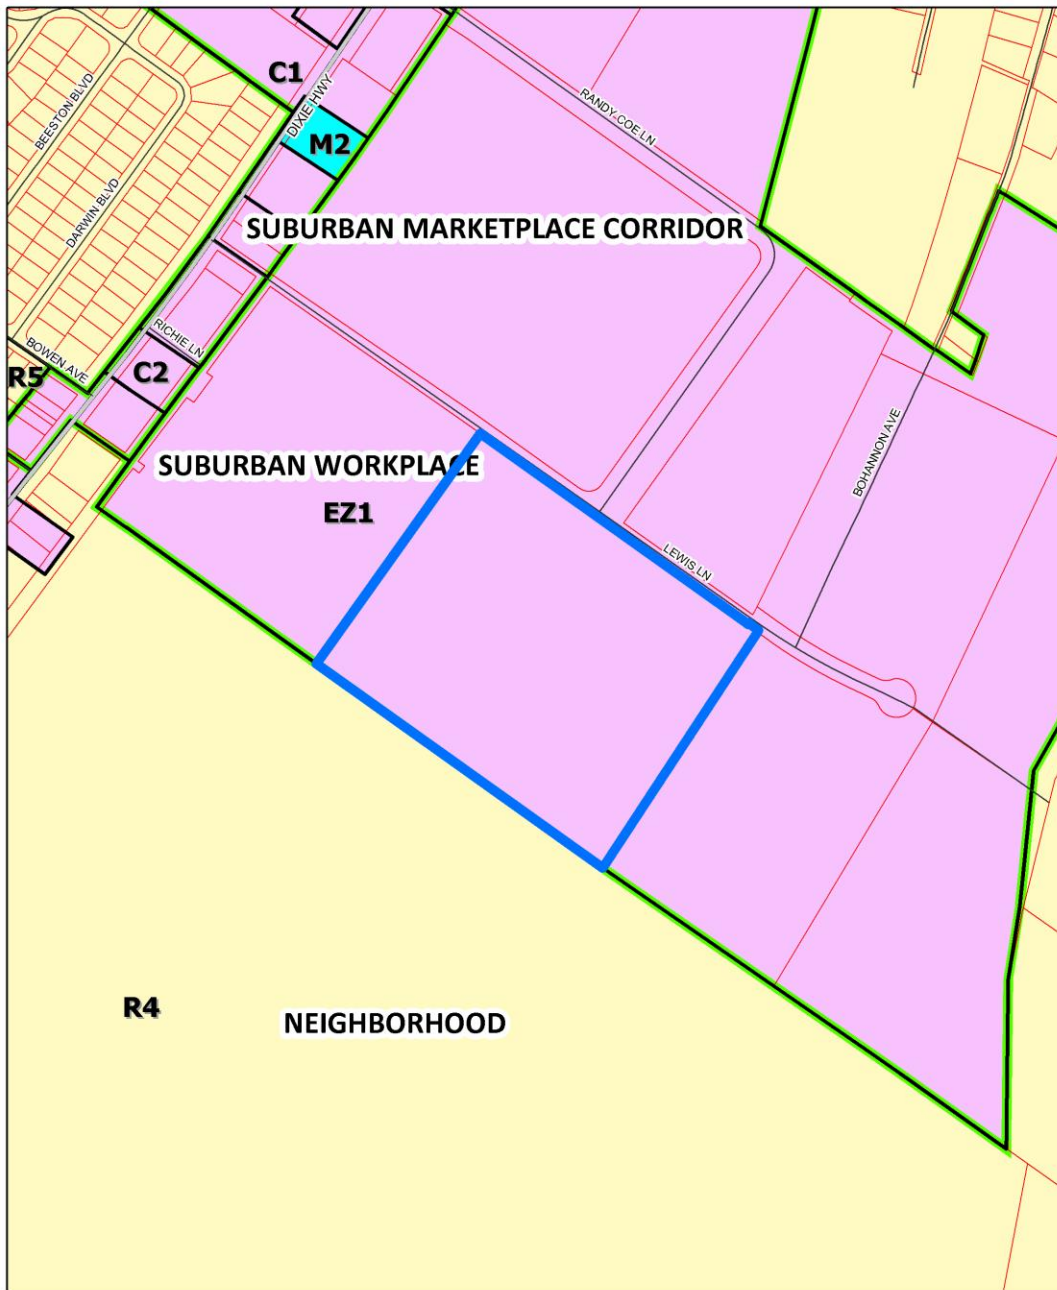 C1
DIXIE HWY
BEESTON BLVD
RANDY COE LN
M2
DARWIN BLVD
SUBURBAN MARKETPLACE CORRIDOR
RICHIE LN
BOWEN AVE
R5
C2
BOHANNON AVE
SUBURBAN WORKPLACE
EZ1
LEWIS LN
R4
NEIGHBORHOOD